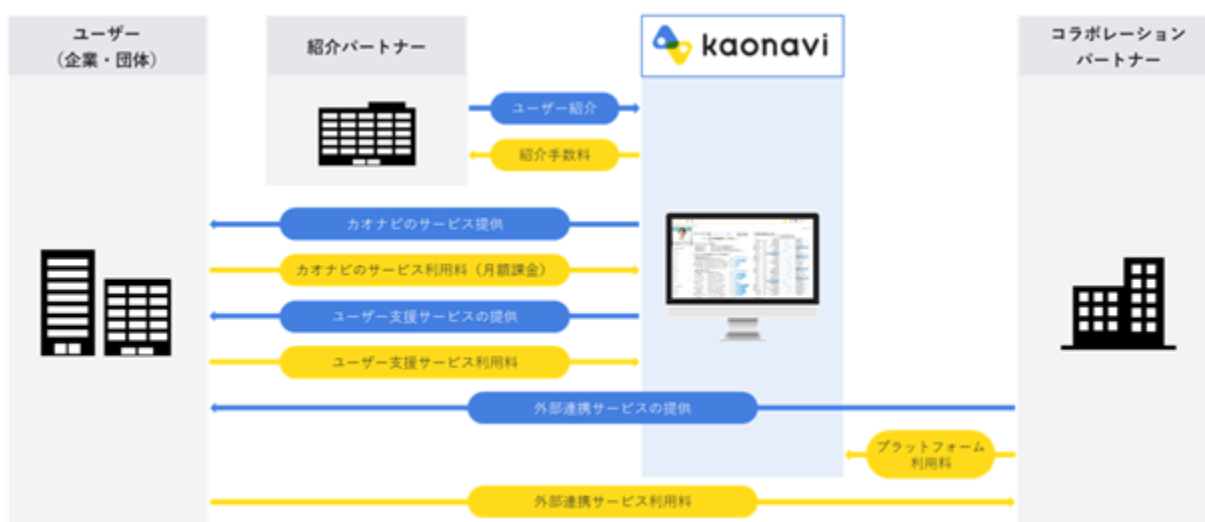 ユーザー
（企業・団体）
紹介パートナー
kaonavi
コラボレーション
パートナー
ユーザー紹介
紹介手数料
カオナビのサービス提供
カオナビのサービス利用料（月額課金）
ユーザー支援サービスの提供
ユーザー支援サービス利用料
外部連携サービスの提供
プラットフォーム
利用料
外部連携サービス利用料